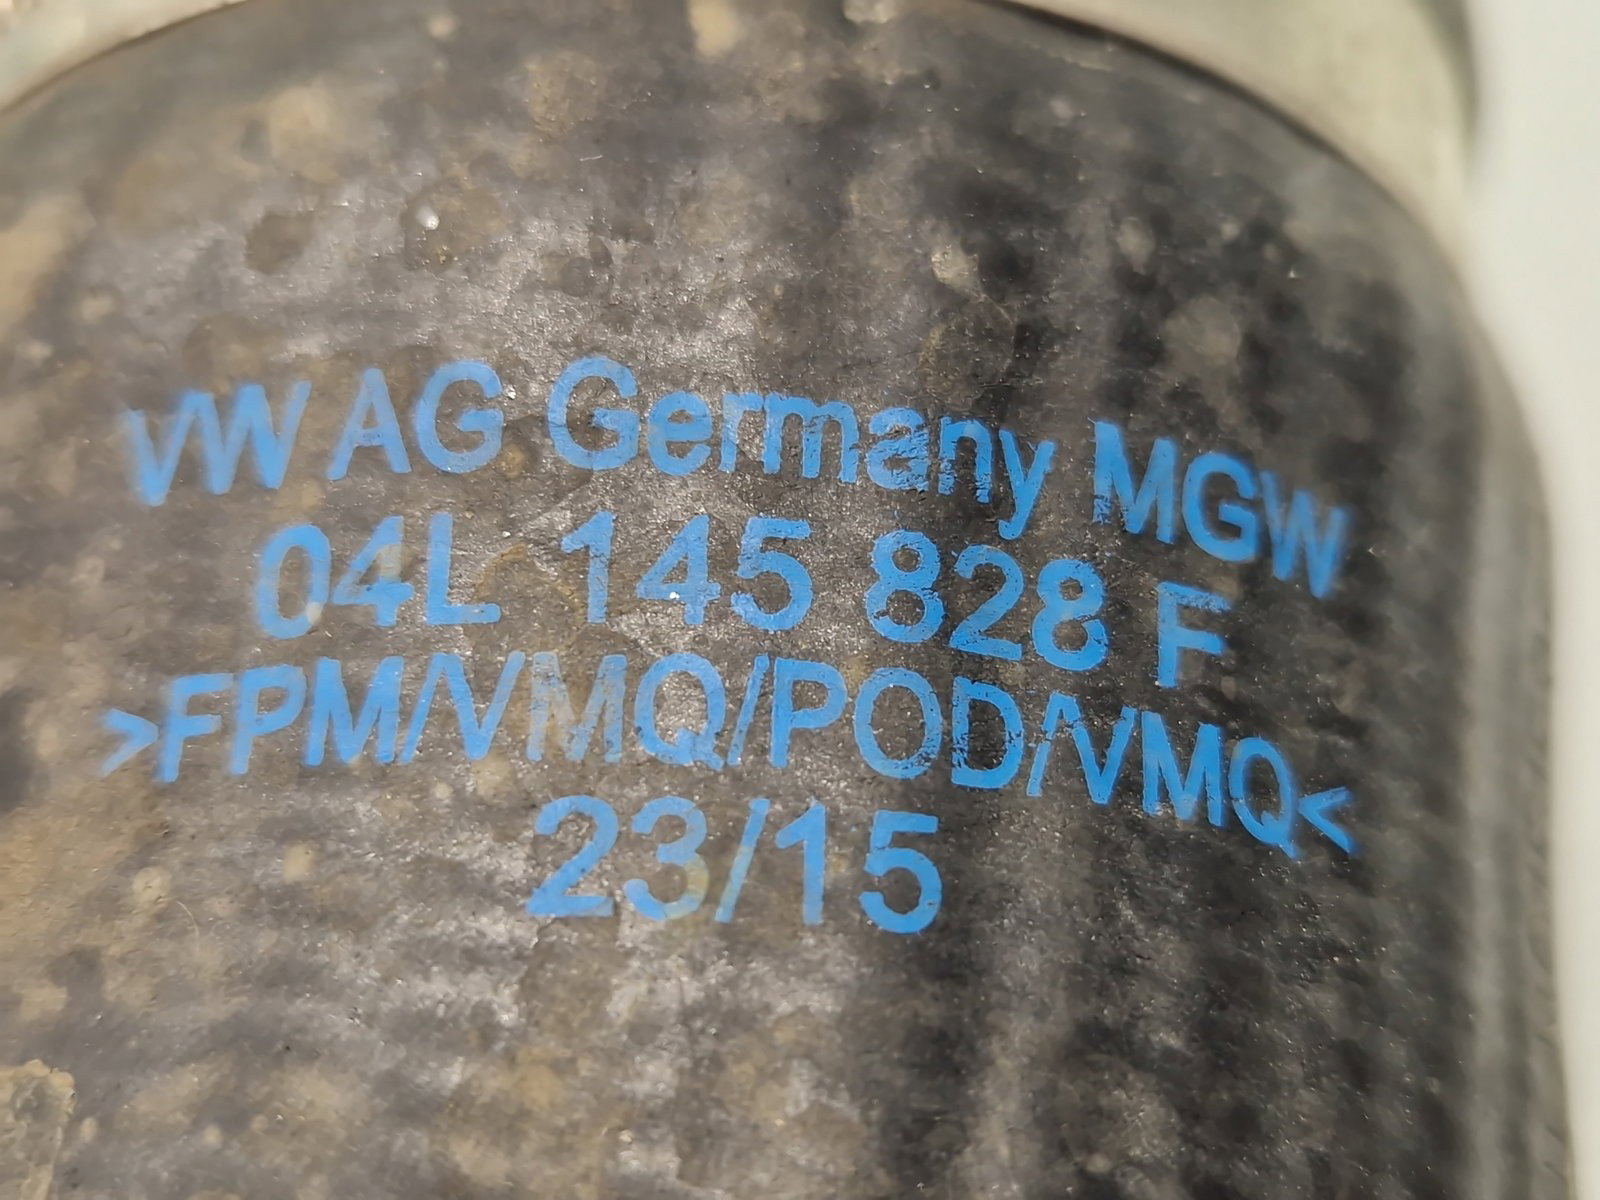 VW AG Germany MGW
04L 145 828 F
>FPM/VMQ/POD/VMQ<
23/15